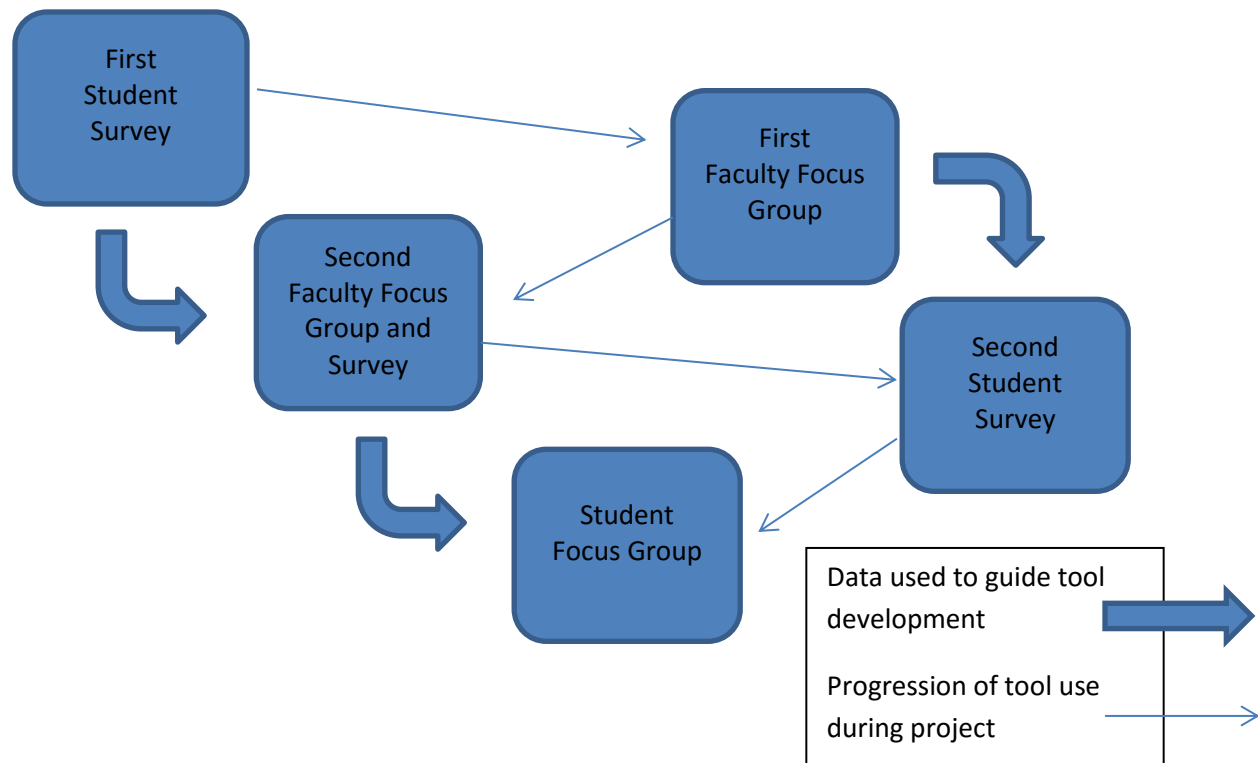 First
Student
Survey
First
Faculty Focus
Group
Second
Faculty Focus
Group and
Survey
Second
Student
Survey
Student
Focus Group
Data used to guide tool
development
Progression of tool use
during project